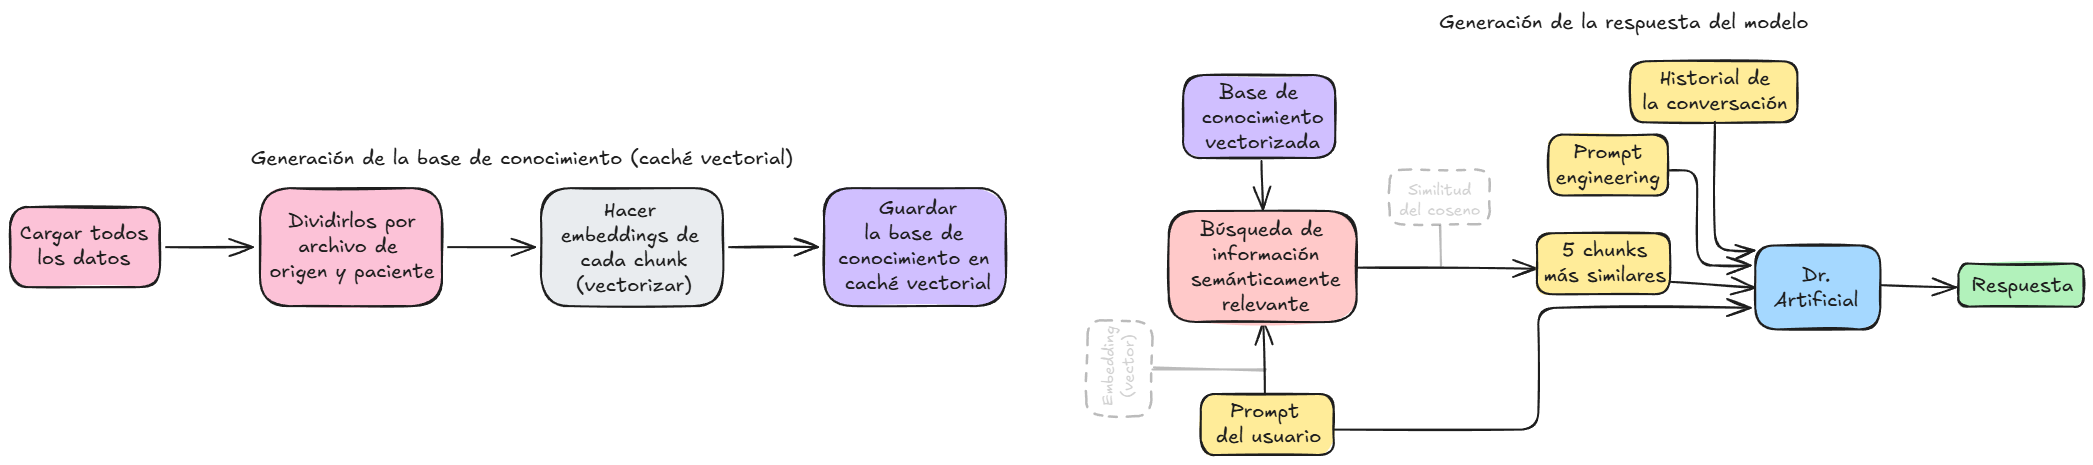 Generación de la base de conocimiento (caché vectorial)
Cargar todos
los datos
Dividirlos por
archivo de
origen y paciente
Hacer
embeddings de
cada chunk
(vectorizar)
Guardar
la base de
conocimiento en
caché vectorial
Generación de la respuesta del modelo
Base de
conocimiento
vectorizada
Búsqueda de
información
semánticamente
relevante
Embedding
(vector)
Prompt
del usuario
Similitud
del coseno
Historial de
la conversación
Prompt
engineering
5 chunks
más similares
Dr.
Artificial
Respuesta